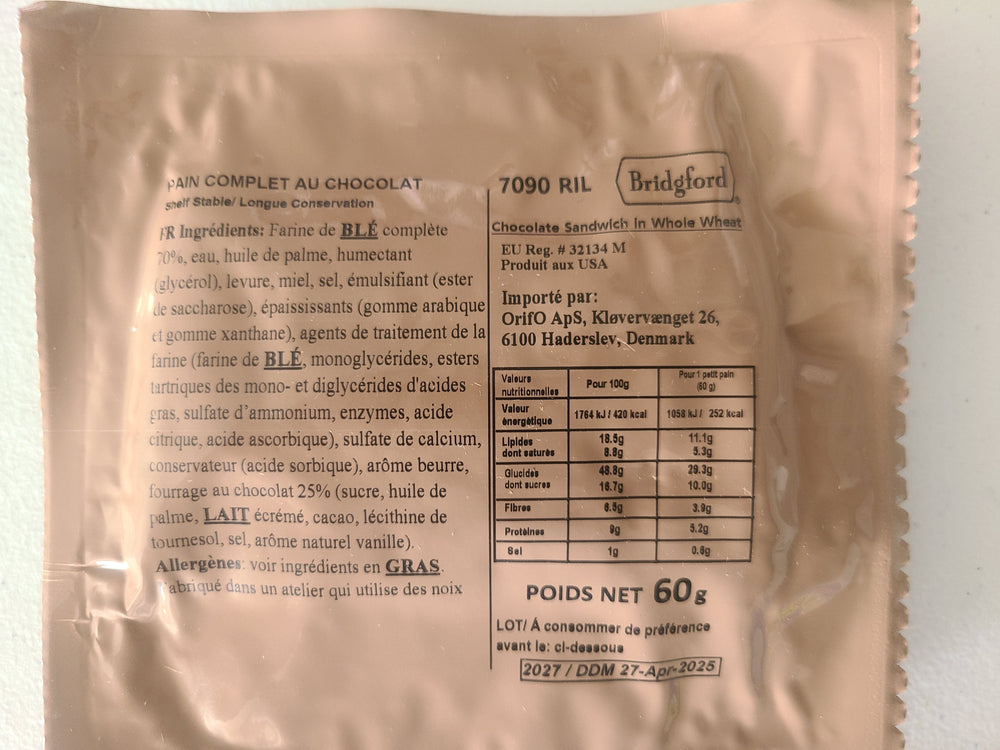 PAIN COMPLET AU CHOCOLAT
Shelf Stable/ Longue Conservation
FR Ingrédients: Farine de BLÉ complète
70%, eau, huile de palme, humectant
(glycérol), levure, miel, sel, émulsifiant (ester
de saccharose), épaississants (gomme arabique
et gomme xanthane), agents de traitement de la
farine (farine de BLÉ, monoglycérides, esters
tartriques des mono- et diglycérides d'acides
gras, sulfate d'ammonium, enzymes, acide
citrique, acide ascorbique), sulfate de calcium,
conservateur (acide sorbique), arôme beurre,
fourrage au chocolat 25% (sucre, huile de
palme, LAIT écrémé, cacao, lécithine de
tournesol, sel, arôme naturel vanille).
Allergènes: voir ingrédients en GRAS.
Fabriqué dans un atelier qui utilise des noix
7090 RIL Bridgford
Chocolate Sandwich in Whole Wheat
EU Reg. # 32134 M
Produit aux USA
Importé par:
OrifO ApS, Kløvervænget 26,
6100 Haderslev, Denmark
Valeurs nutritionnelles Pour 100g Pour 1 petit pain (60 g)
Valeur énergétique 1764 kJ / 420 kcal 1058 kJ / 252 kcal
Lipides 18.5g 11.1g
dont saturés 8.8g 5.3g
Glucides 48.8g 29.3g
dont sucres 16.7g 10.0g
Fibres 6.5g 3.9g
Protéines 9g 5.2g
Sel 1g 0.6g
POIDS NET 60g
LOT/ Á consommer de préférence
avant le: ci-dessous
2027 / DDM 27-Apr-2025